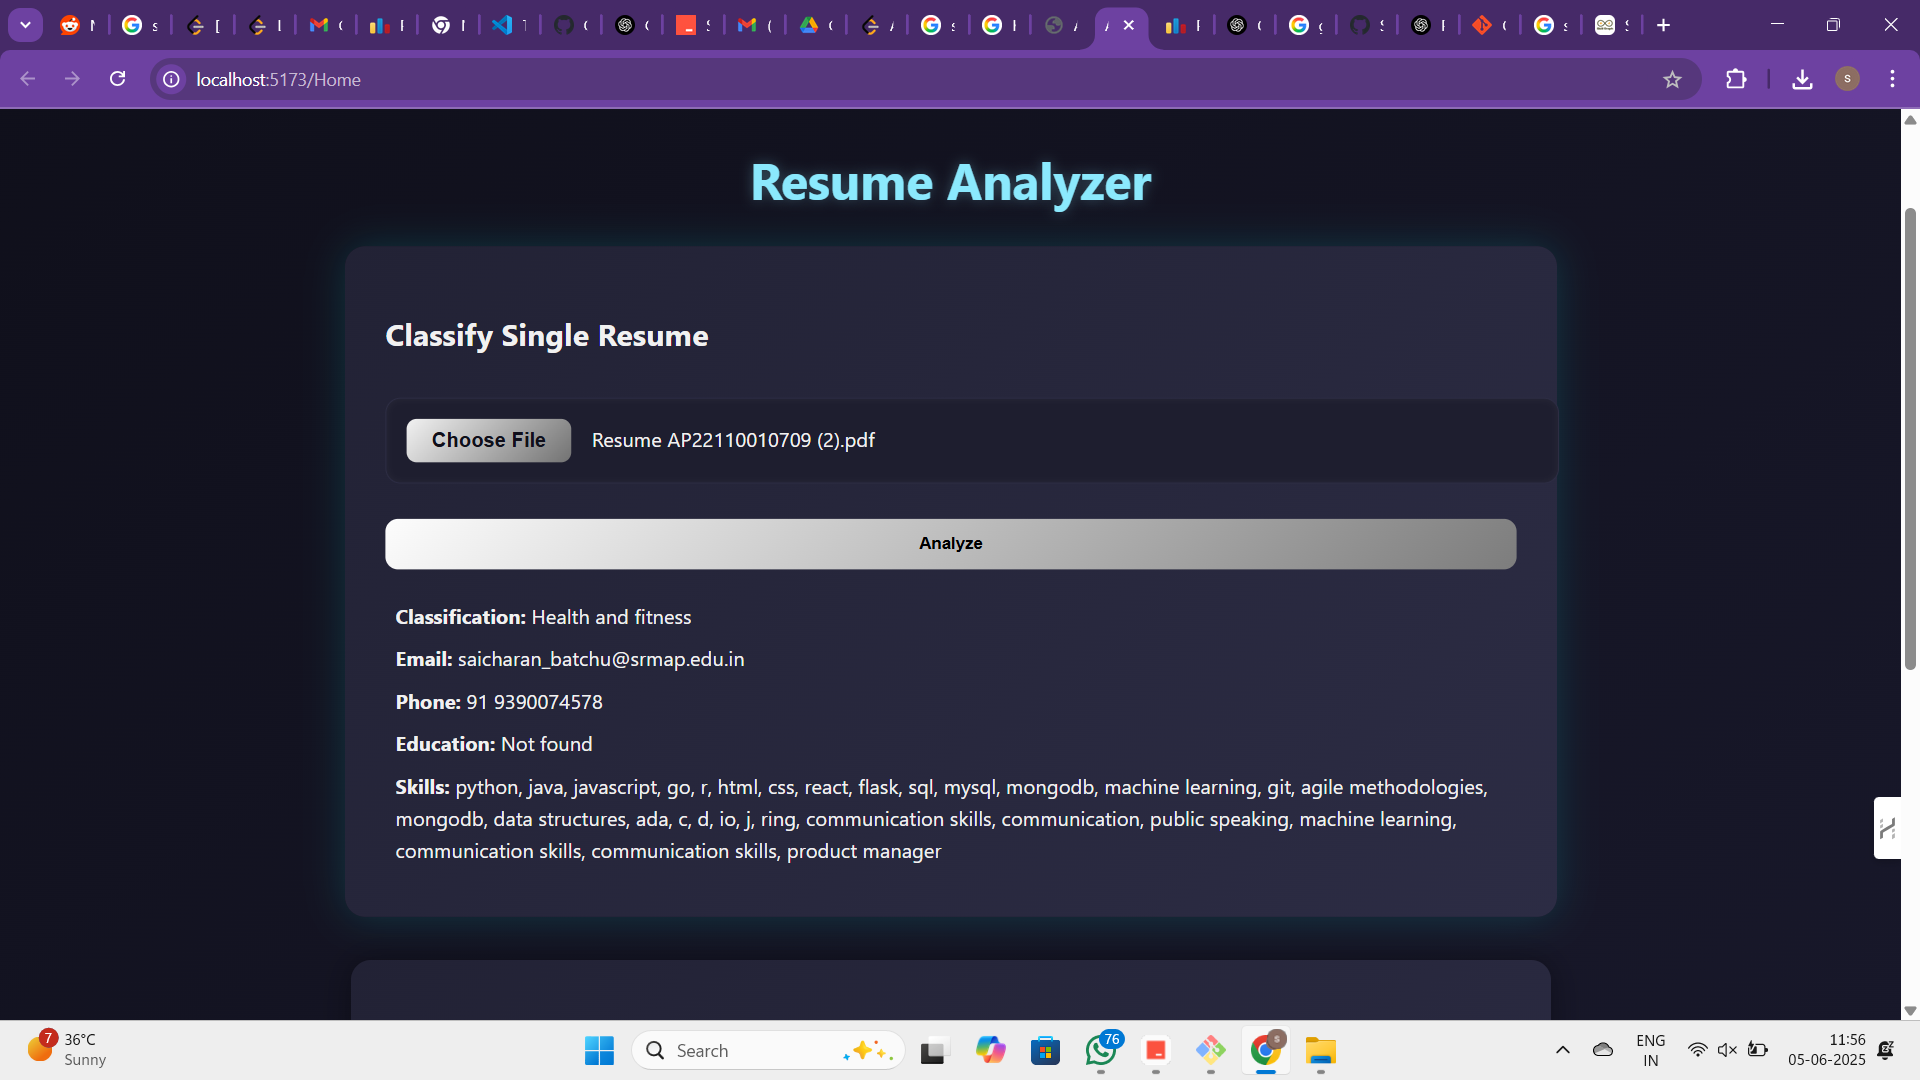 localhost:5173/Home
S
Resume Analyzer
Classify Single Resume
Choose File Resume AP22110010709 (2).pdf
Analyze
Classification: Health and fitness
Email: saicharan_batchu@srmap.edu.in
Phone: 91 9390074578
Education: Not found
Skills: python, java, javascript, go, r, html, css, react, flask, sql, mysql, mongodb, machine learning, git, agile methodologies,
mongodb, data structures, ada, c, d, io, j, ring, communication skills, communication, public speaking, machine learning,
communication skills, communication skills, product manager
7
36°C
Sunny
Search
76
S
ENG
IN
11:56
05-06-2025